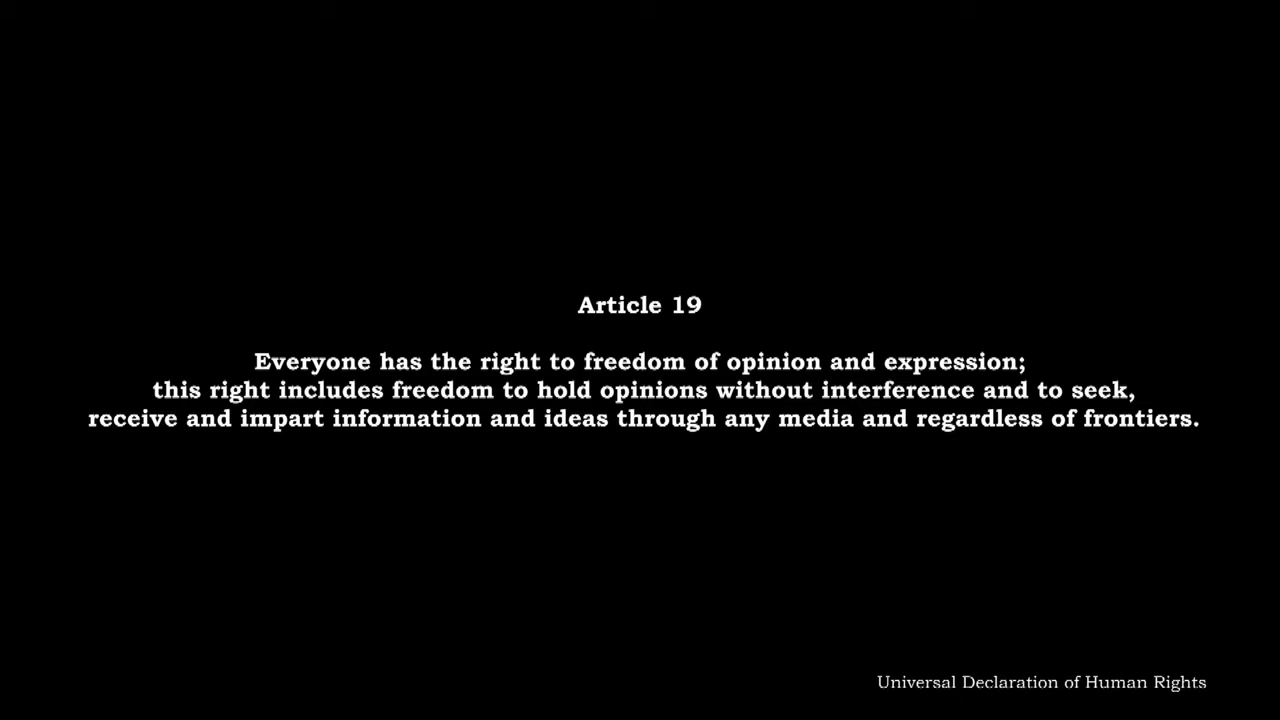 Article 19
Everyone has the right to freedom of opinion and expression;
this right includes freedom to hold opinions without interference and to seek,
receive and impart information and ideas through any media and regardless of frontiers.
Universal Declaration of Human Rights